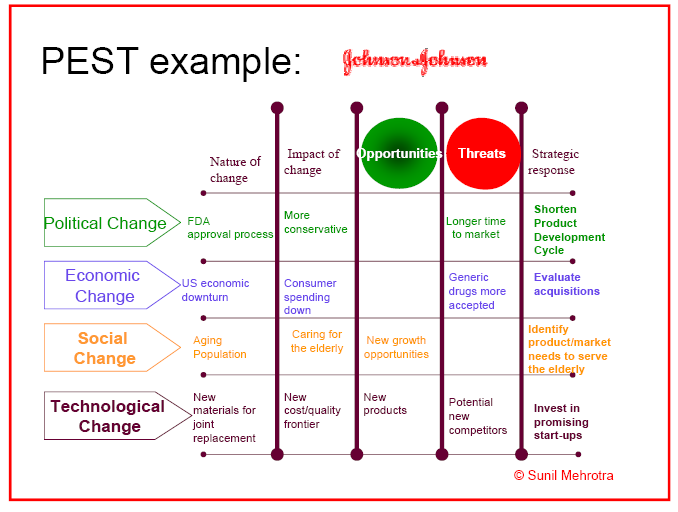 PEST example:
Johnson & Johnson
Nature of
change
Impact of
change
Opportunities
Threats
Strategic
response
Political Change
FDA
approval process
More
conservative
Longer time
to market
Shorten
Product
Development
Cycle
Economic
Change
US economic
downturn
Consumer
spending
down
Generic
drugs more
accepted
Evaluate
acquisitions
Social
Change
Aging
Population
Caring for
the elderly
New growth
opportunities
Identify
product/market
needs to serve
the elderly
Technological
Change
New
materials for
joint
replacement
New
cost/quality
frontier
New
products
Potential
new
competitors
Invest in
promising
start-ups
© Sunil Mehrotra